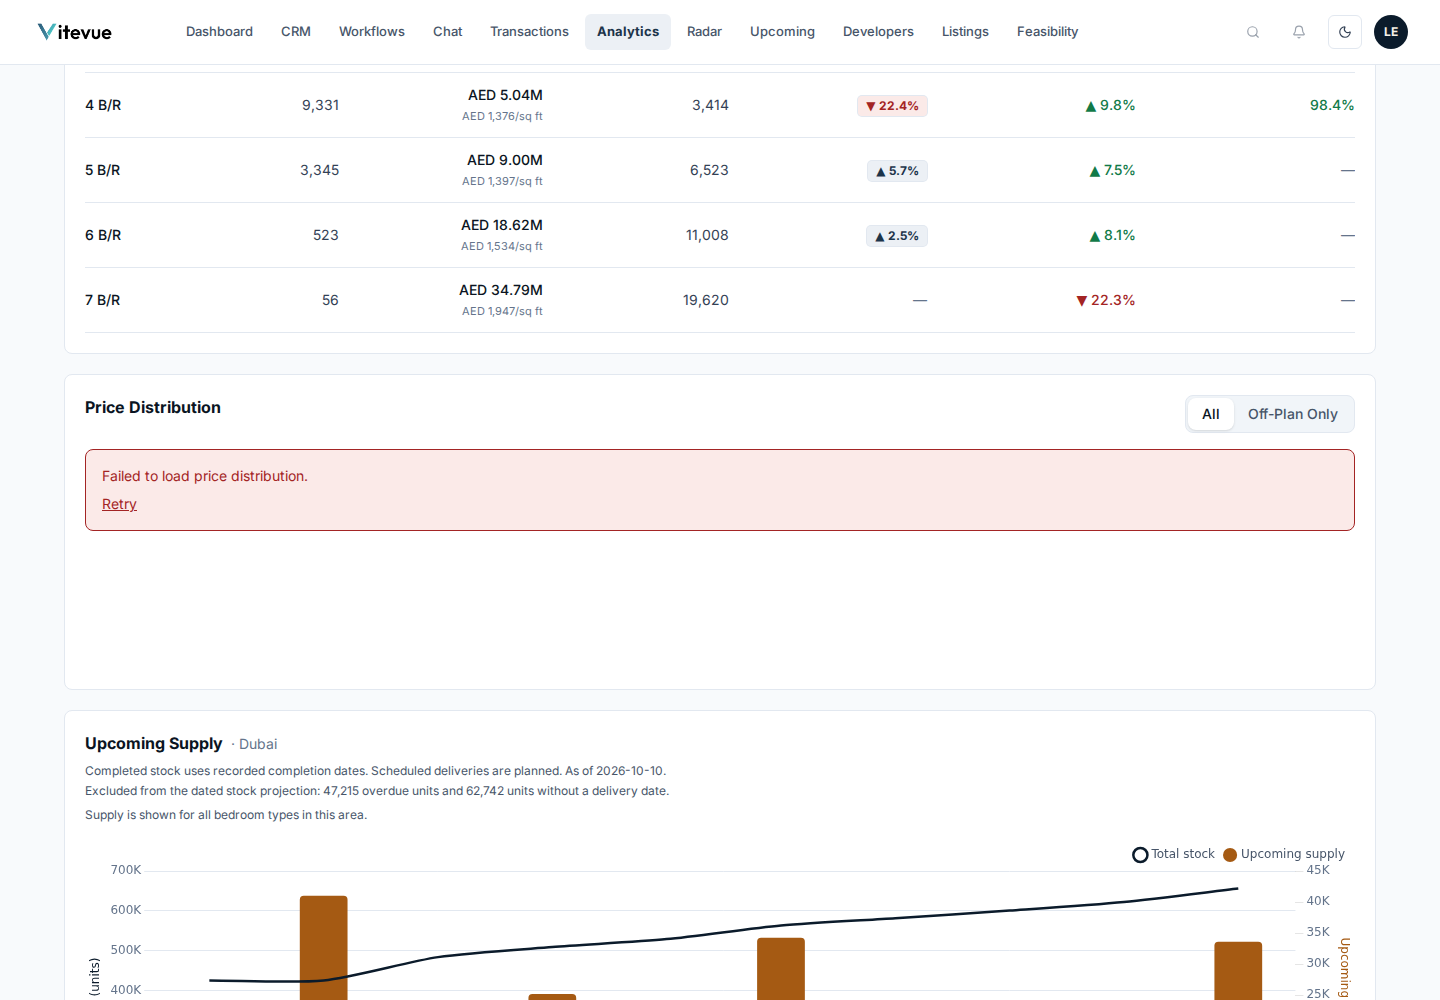 Vitevue Dashboard CRM Workflows Chat Transactions Analytics Radar Upcoming Developers Listings Feasibility LE
4 B/R 9,331 AED 5.04M 3,414 ▼ 22.4% ▲ 9.8% 98.4%
AED 1,376/sq ft
5 B/R 3,345 AED 9.00M 6,523 ▲ 5.7% ▲ 7.5% —
AED 1,397/sq ft
6 B/R 523 AED 18.62M 11,008 ▲ 2.5% ▲ 8.1% —
AED 1,534/sq ft
7 B/R 56 AED 34.79M 19,620 — ▼ 22.3% —
AED 1,947/sq ft
Price Distribution All Off-Plan Only
Failed to load price distribution.
Retry
Upcoming Supply · Dubai
Completed stock uses recorded completion dates. Scheduled deliveries are planned. As of 2026-10-10.
Excluded from the dated stock projection: 47,215 overdue units and 62,742 units without a delivery date.
Supply is shown for all bedroom types in this area.
Total stock Upcoming supply
700K 45K
600K 40K
500K 35K
400K 30K
25K
(units)
Upcoming